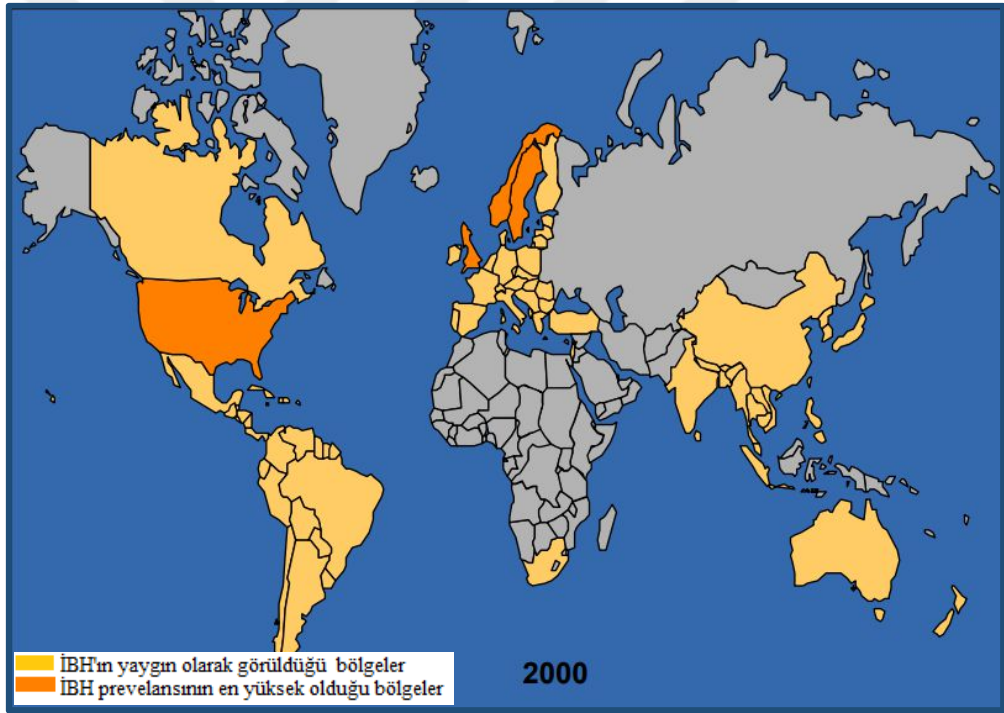 İBH'ın yaygın olarak görüldüğü bölgeler
İBH prevelansının en yüksek olduğu bölgeler
2000